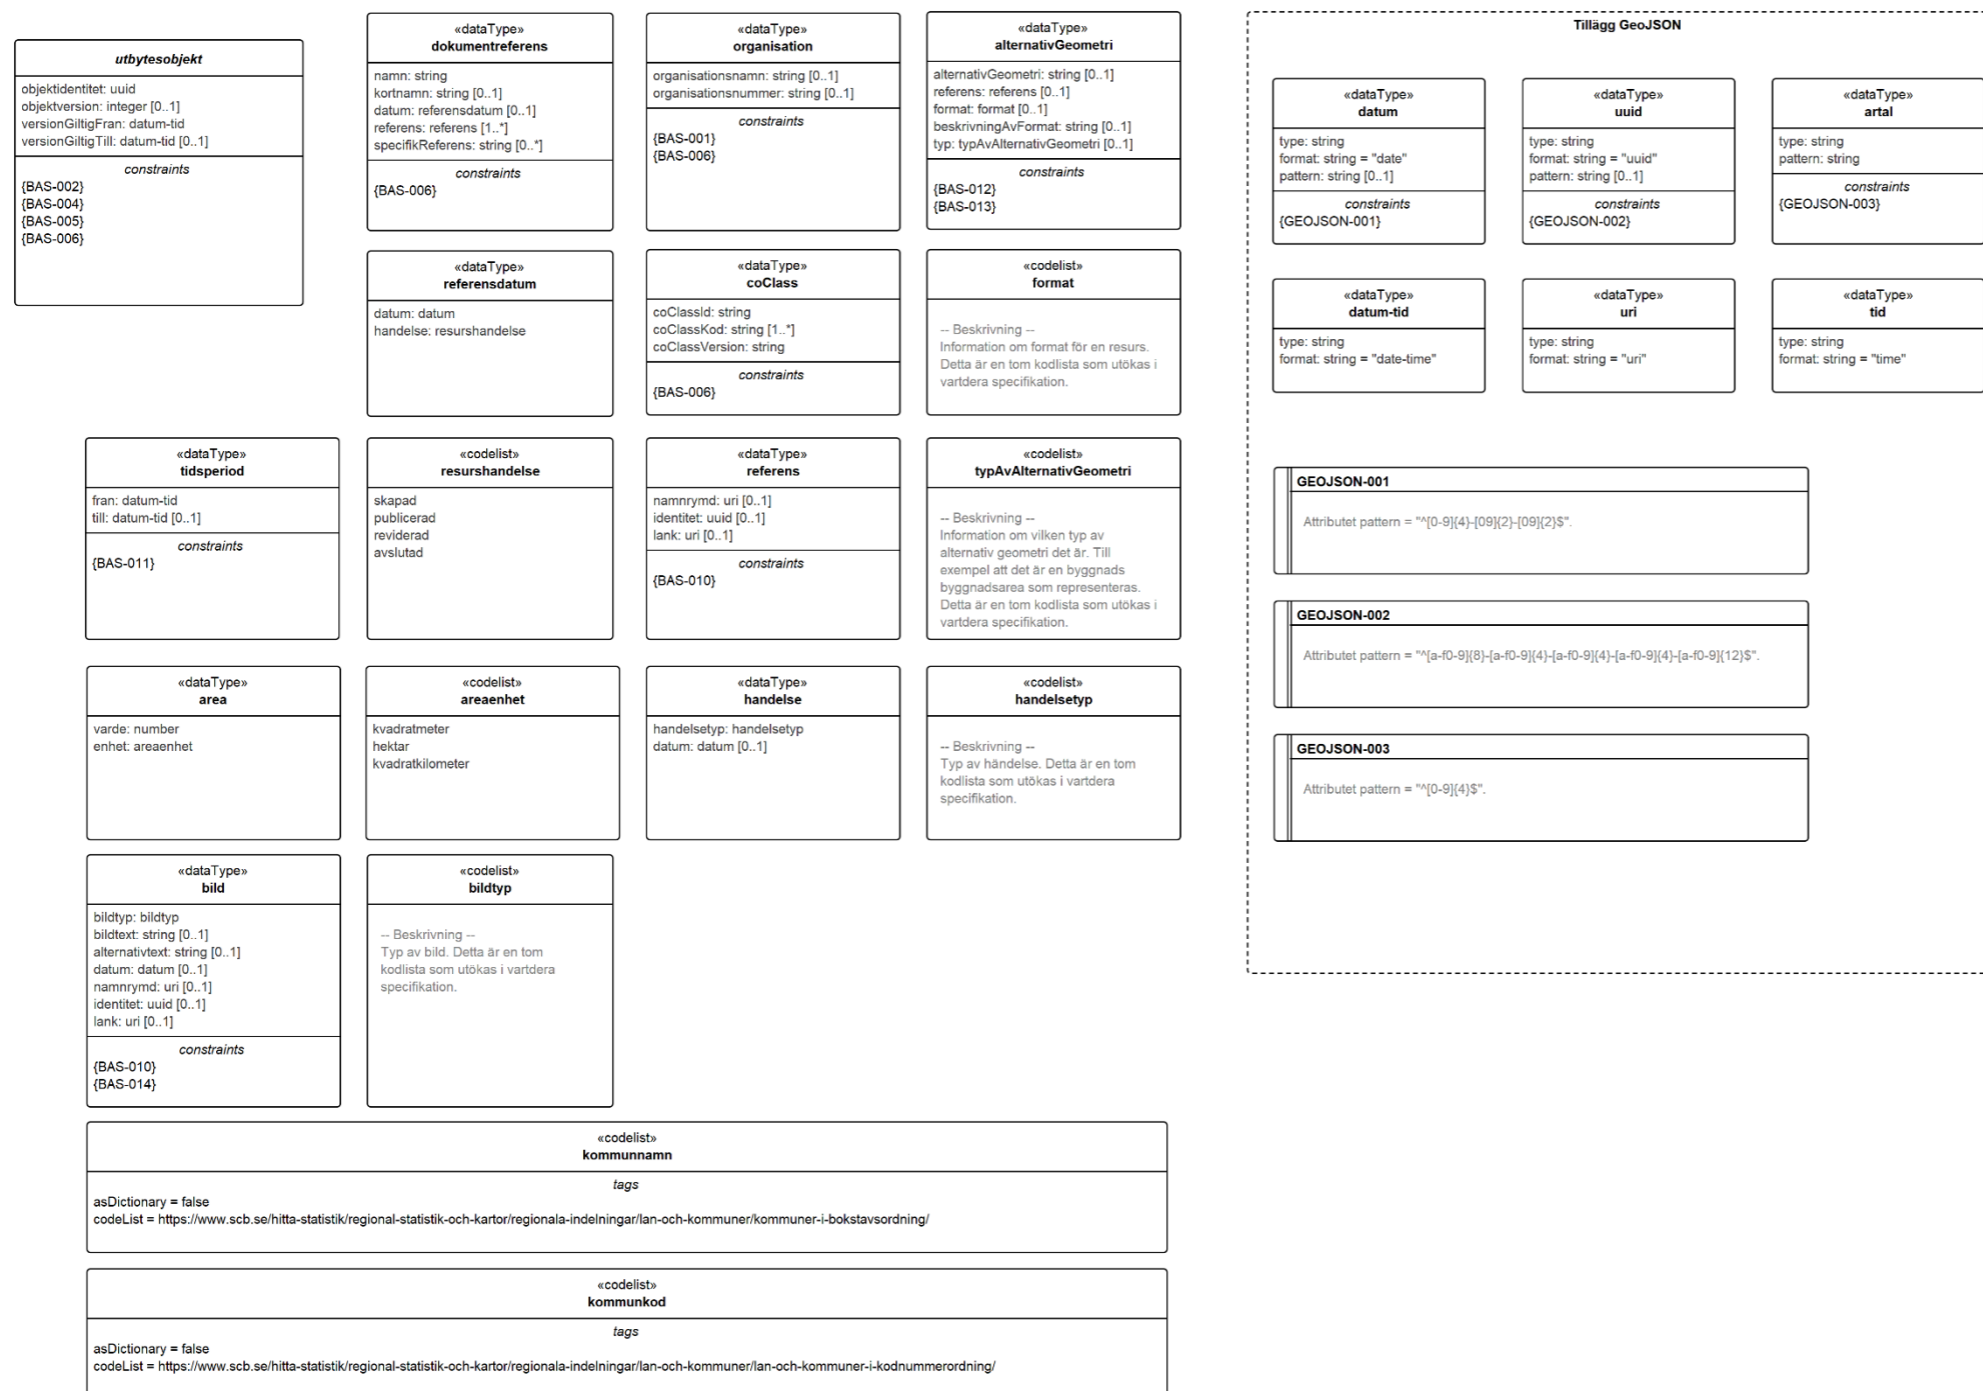 utbytesobjekt
objektidentitet: uuid
objektversion: integer [0..1]
versionGiltigFran: datum-tid
versionGiltigTill: datum-tid [0..1]
constraints
{BAS-002}
{BAS-004}
{BAS-005}
{BAS-006}
«dataType»
dokumentreferens
namn: string
kortnamn: string [0..1]
datum: referensdatum [0..1]
referens: referens [1..*]
specifikReferens: string [0..*]
constraints
{BAS-006}
«dataType»
organisation
organisationsnamn: string [0..1]
organisationsnummer: string [0..1]
constraints
{BAS-001}
{BAS-006}
«dataType»
alternativGeometri
alternativGeometri: string [0..1]
referens: referens [0..1]
format: format [0..1]
beskrivningAvFormat: string [0..1]
typ: typAvAlternativGeometri [0..1]
constraints
{BAS-012}
{BAS-013}
«dataType»
referensdatum
datum: datum
handelse: resurshandelse
«dataType»
coClass
coClassId: string
coClassKod: string [1..*]
coClassVersion: string
constraints
{BAS-006}
«codelist»
format
-- Beskrivning --
Information om format för en resurs.
Detta är en tom kodlista som utökas i
vartdera specifikation.
«dataType»
tidsperiod
fran: datum-tid
till: datum-tid [0..1]
constraints
{BAS-011}
«codelist»
resurshandelse
skapad
publicerad
reviderad
avslutad
«dataType»
referens
namnrymd: uri [0..1]
identitet: uuid [0..1]
lank: uri [0..1]
constraints
{BAS-010}
«codelist»
typAvAlternativGeometri
-- Beskrivning --
Information om vilken typ av
alternativ geometri det är. Till
exempel att det är en byggnads
byggnadsarea som representeras.
Detta är en tom kodlista som utökas i
vartdera specifikation.
«dataType»
area
varde: number
enhet: areaenhet
«codelist»
areaenhet
kvadratmeter
hektar
kvadratkilometer
«dataType»
handelse
handelsetyp: handelsetyp
datum: datum [0..1]
«codelist»
handelsetyp
-- Beskrivning --
Typ av händelse. Detta är en tom
kodlista som utökas i vartdera
specifikation.
«dataType»
bild
bildtyp: bildtyp
bildtext: string [0..1]
alternativtext: string [0..1]
datum: datum [0..1]
namnrymd: uri [0..1]
identitet: uuid [0..1]
lank: uri [0..1]
constraints
{BAS-010}
{BAS-014}
«codelist»
bildtyp
-- Beskrivning --
Typ av bild. Detta är en tom
kodlista som utökas i vartdera
specifikation.
«codelist»
kommunnamn
tags
asDictionary = false
codeList = https://www.scb.se/hitta-statistik/regional-statistik-och-kartor/regionala-indelningar/lan-och-kommuner/kommuner-i-bokstavsordning/
«codelist»
kommunkod
tags
asDictionary = false
codeList = https://www.scb.se/hitta-statistik/regional-statistik-och-kartor/regionala-indelningar/lan-och-kommuner/lan-och-kommuner-i-kodnummerordning/
Tillägg GeoJSON
«dataType»
datum
type: string
format: string = "date"
pattern: string [0..1]
constraints
{GEOJSON-001}
«dataType»
uuid
type: string
format: string = "uuid"
pattern: string [0..1]
constraints
{GEOJSON-002}
«dataType»
artal
type: string
pattern: string
constraints
{GEOJSON-003}
«dataType»
datum-tid
type: string
format: string = "date-time"
«dataType»
uri
type: string
format: string = "uri"
«dataType»
tid
type: string
format: string = "time"
GEOJSON-001
Attributet pattern = "^[0-9]{4}-[09]{2}-[09]{2}$".
GEOJSON-002
Attributet pattern = "^[a-f0-9]{8}-[a-f0-9]{4}-[a-f0-9]{4}-[a-f0-9]{4}-[a-f0-9]{12}$".
GEOJSON-003
Attributet pattern = "^[0-9]{4}$".